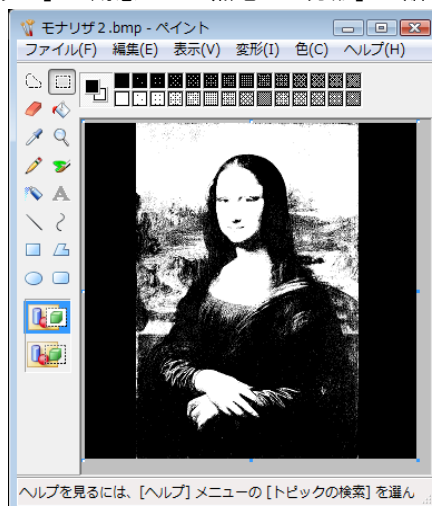 モナリザ２.bmp - ペイント
ファイル(F) 編集(E) 表示(V) 変形(I) 色(C) ヘルプ(H)
A
ヘルプを見るには、[ヘルプ] メニューの [トピックの検索] を選ん